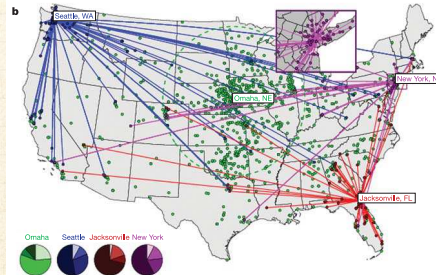 b
Seattle, WA
New York, N
Omaha, NE
Jacksonville, FL
Omaha Seattle Jacksonville New York